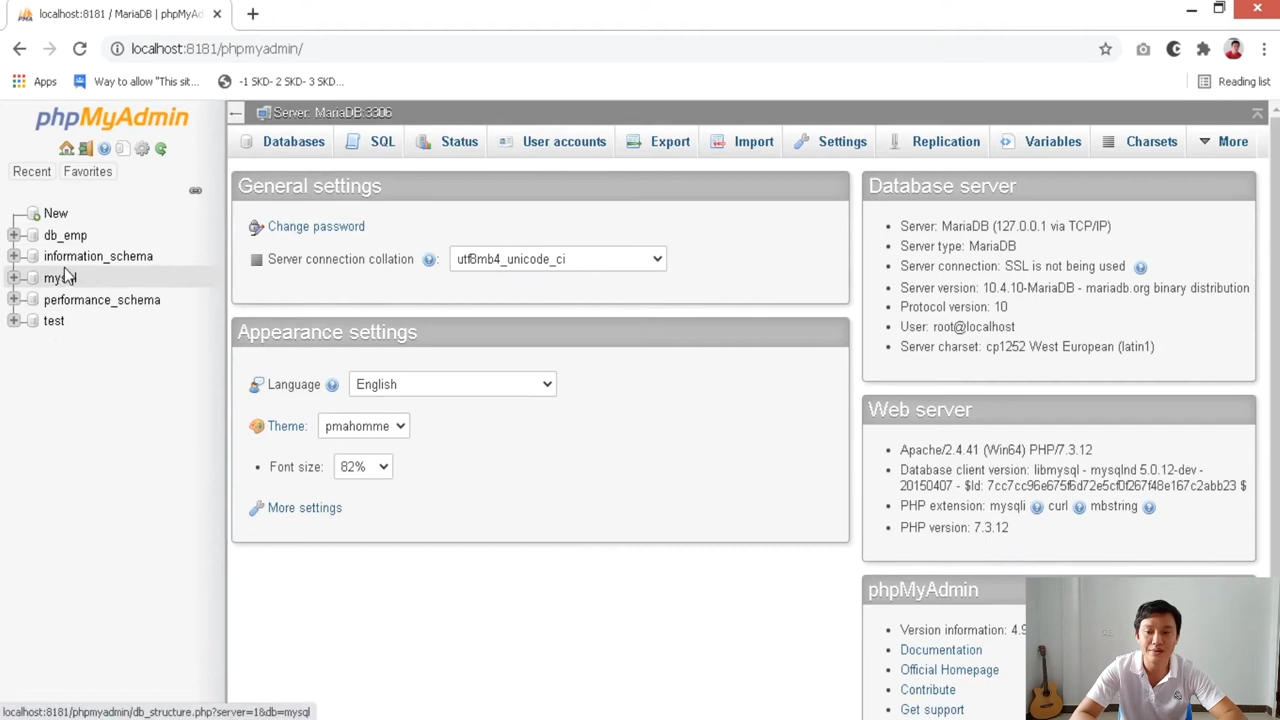 localhost:8181 / MariaDB | phpMyAd
localhost:8181/phpmyadmin/
Apps
Way to allow "This sit...
-1 SKD- 2 SKD- 3 SKD...
Reading list
phpMyAdmin
Recent
Favorites
New
db_emp
information_schema
mysql
performance_schema
test
Server: MariaDB:3306
Databases
SQL
Status
User accounts
Export
Import
Settings
Replication
Variables
Charsets
More
General settings
Change password
Server connection collation
utf8mb4_unicode_ci
Appearance settings
Language
English
Theme:
pmahomme
Font size:
82%
More settings
Database server
Server: MariaDB (127.0.0.1 via TCP/IP)
Server type: MariaDB
Server connection: SSL is not being used
Server version: 10.4.10-MariaDB - mariadb.org binary distribution
Protocol version: 10
User: root@localhost
Server charset: cp1252 West European (latin1)
Web server
Apache/2.4.41 (Win64) PHP/7.3.12
Database client version: libmysql - mysqlnd 5.0.12-dev -
20150407 - $Id: 7cc7cc96e675f6d72e5cf0f267f48e167c2abb23 $
PHP extension: mysqli curl mbstring
PHP version: 7.3.12
phpMyAdmin
Version information: 4.9
Documentation
Official Homepage
Contribute
Get support
localhost:8181/phpmyadmin/db_structure.php?server=1&db=mysql